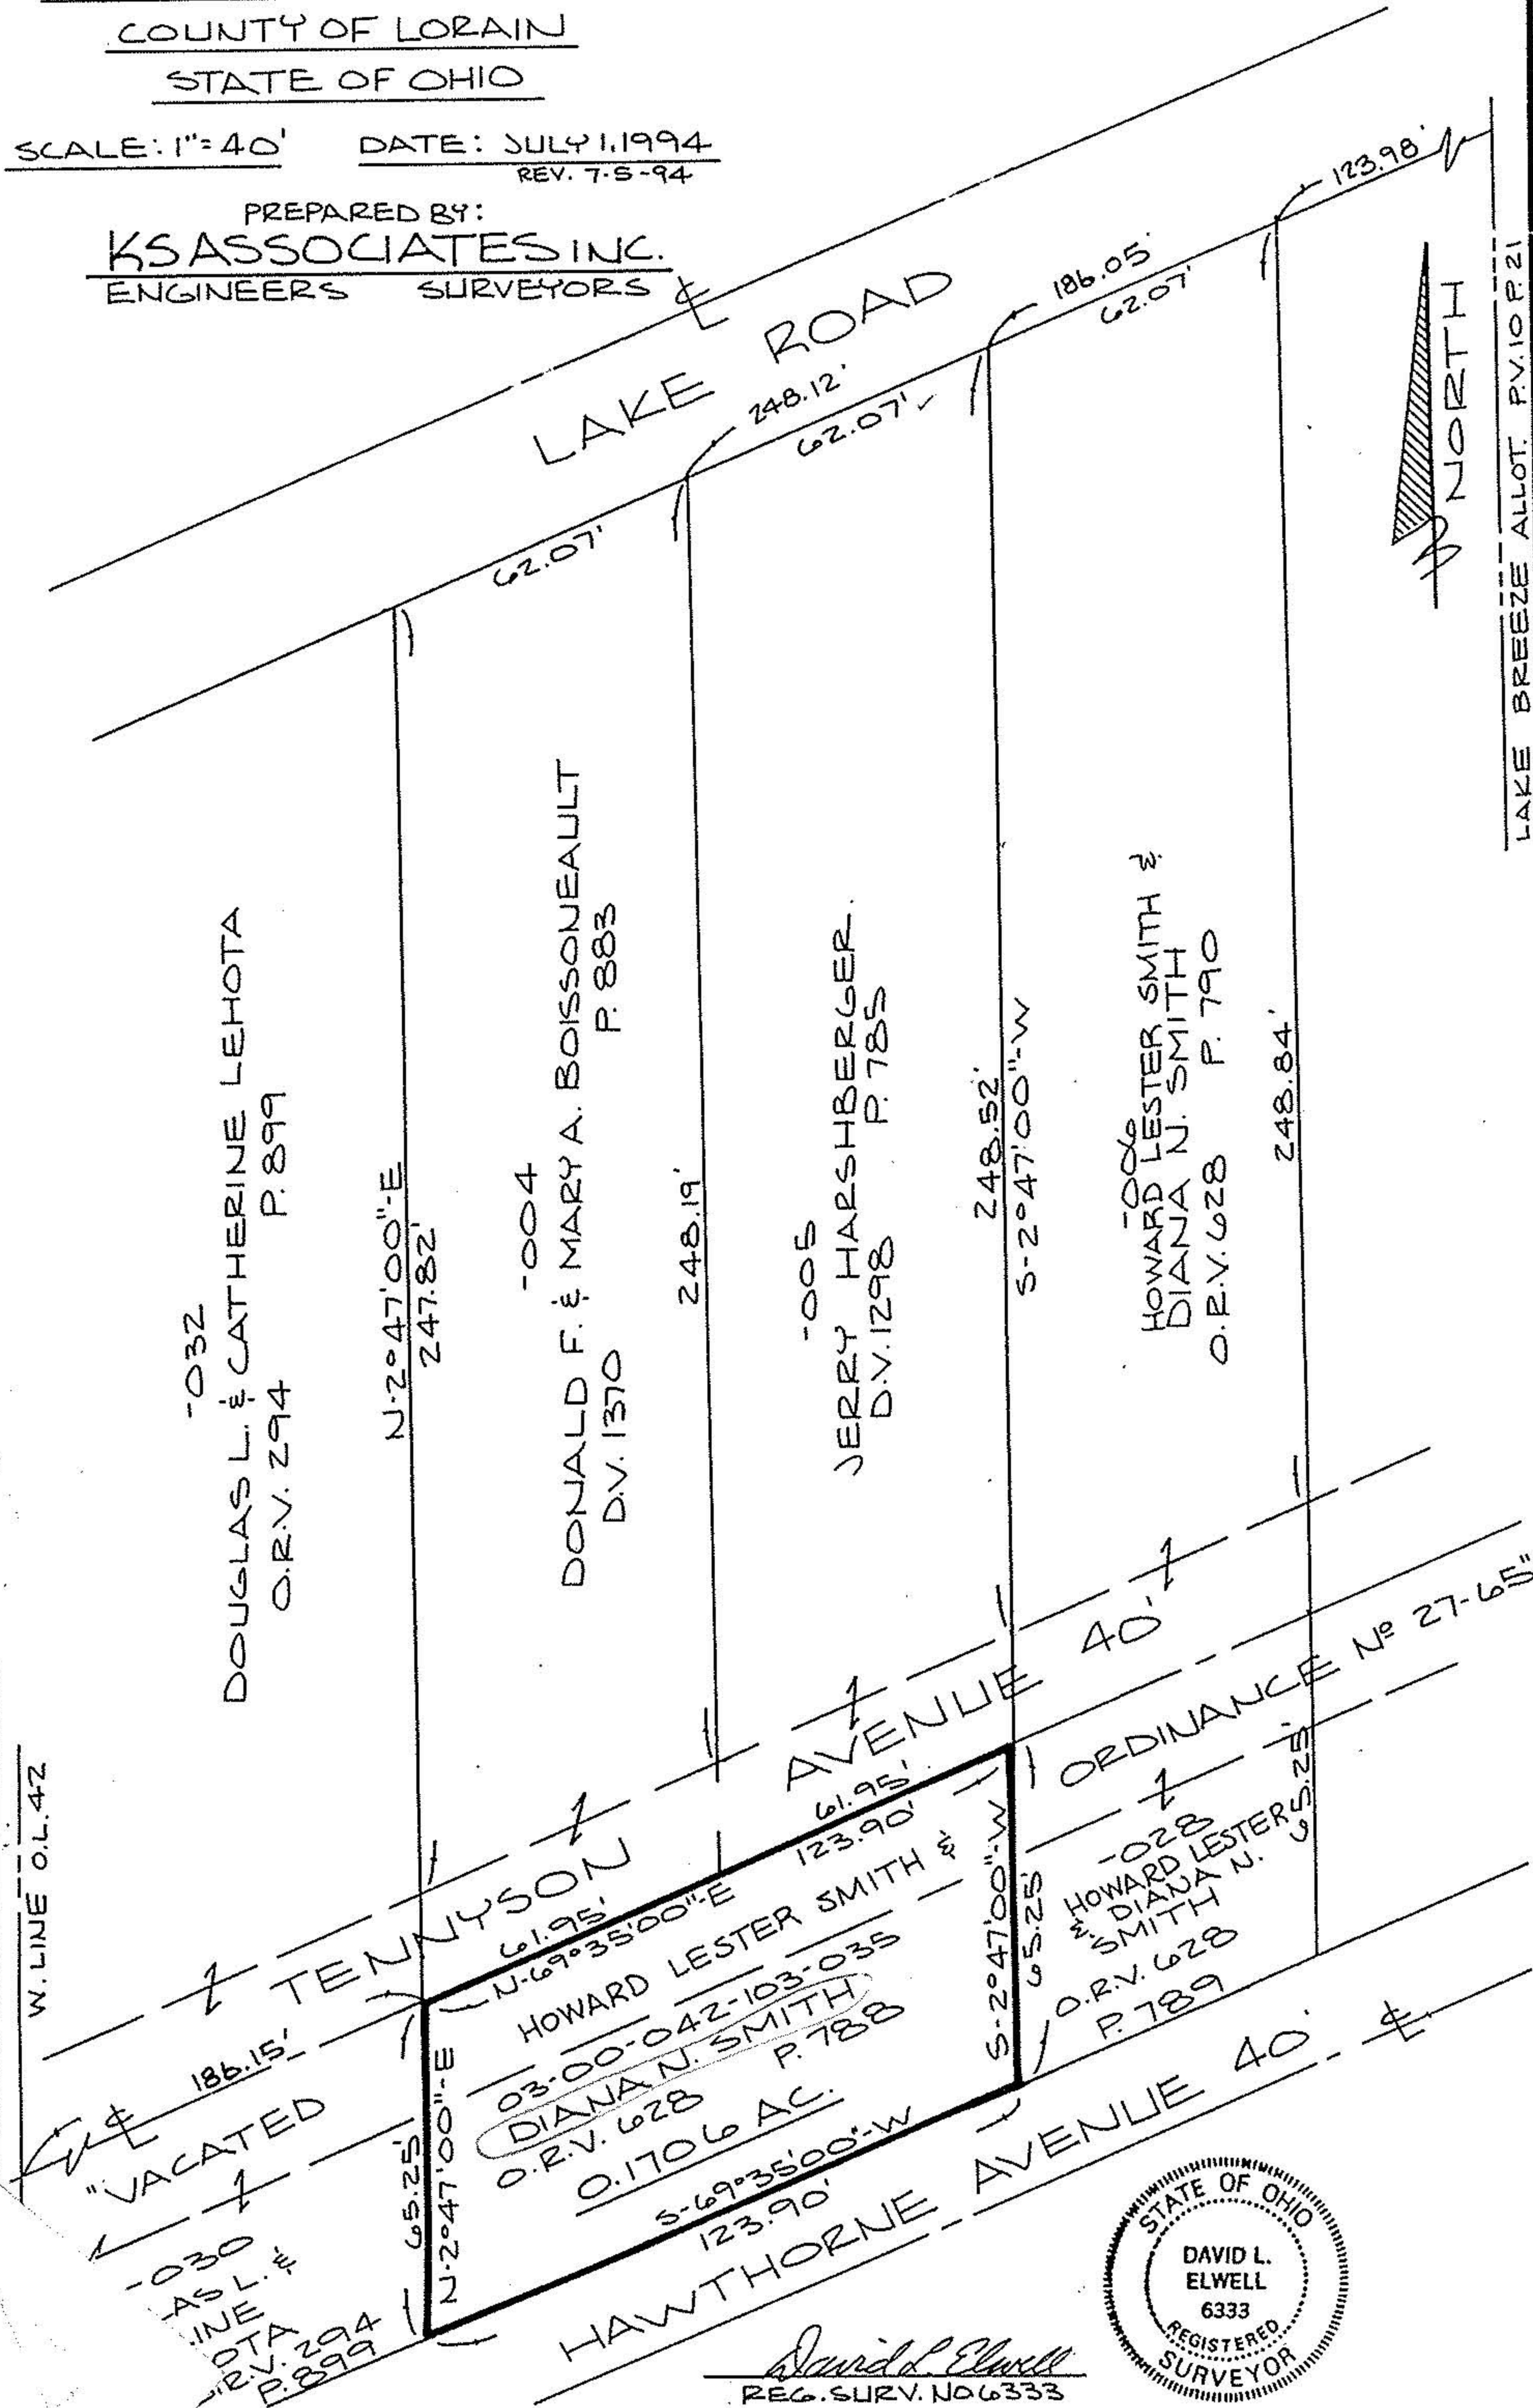 COUNTY OF LORAIN
STATE OF OHIO
SCALE: 1"=40' DATE: JULY 1, 1994
REV. 7-5-94
PREPARED BY:
KS ASSOCIATES INC.
ENGINEERS SURVEYORS
LAKE ROAD
123.98'
186.05'
62.07'
248.12'
62.07'
62.07'
NORTH
LAKE BREEZE ALLOT. P.V. 10 P. 21
-032
DOUGLAS L. & CATHERINE LEHOTA
O.R.V. 294 P. 899
N-2°47'00"-E
247.82'
-004
DONALD F. & MARY A. BOISSONEAULT
D.V. 1370 P. 883
248.19'
-005
JERRY HARSHBERGER.
D.V. 1298 P. 785
248.52'
S-2°47'00"-W
-006
HOWARD LESTER SMITH &
DIANA N. SMITH
O.R.V. 628 P. 790
248.84'
W. LINE O.L. 42
"VACATED TENNYSON AVENUE 40'
ORDINANCE Nº 27-65"
186.15'
61.95'
61.95'
123.90'
N-69°35'00"-E
HOWARD LESTER SMITH &
03-00-042-103-035
DIANA N. SMITH
O.R.V. 628 P. 788
0.1706 AC.
S-69°35'00"-W
123.90'
65.25'
N-2°47'00"-E
S-2°47'00"-W
65.25'
-028
HOWARD LESTER
& DIANA N.
SMITH
O.R.V. 628
P. 789
65.25'
-030
AS L. &
INE
OTA
R.V. 294
P. 899
HAWTHORNE AVENUE 40'
STATE OF OHIO
DAVID L.
ELWELL
6333
REGISTERED
SURVEYOR
David L. Elwell
REG. SURV. NO 6333